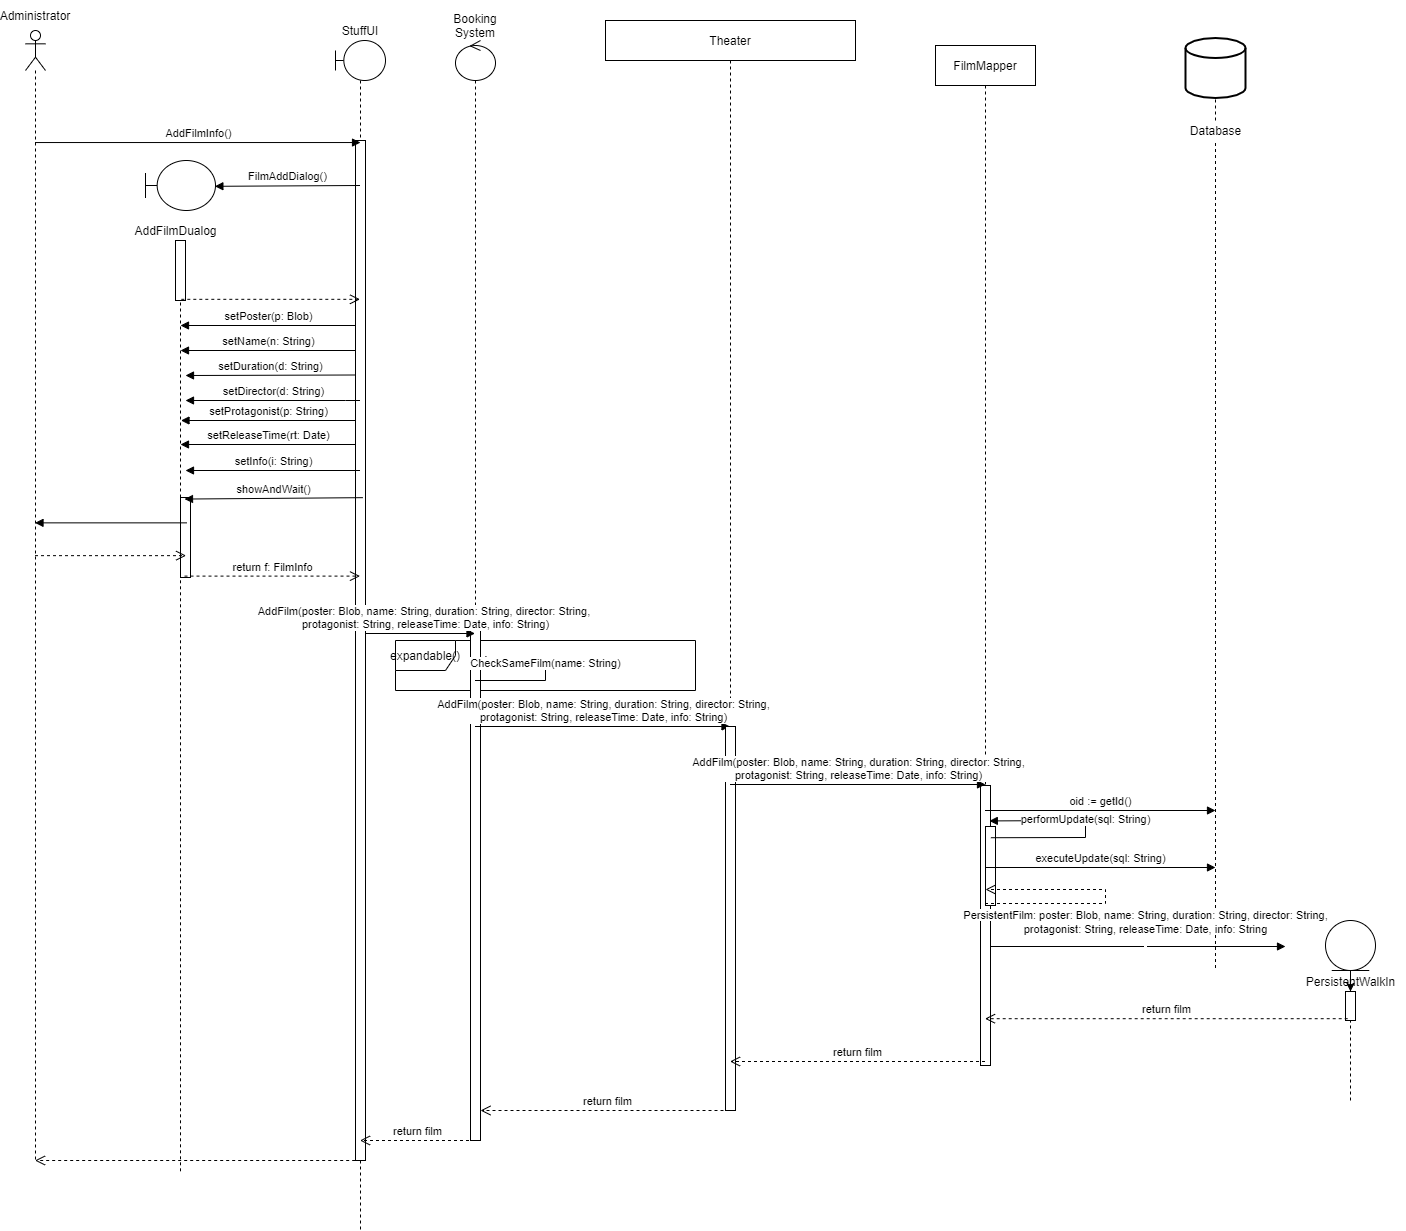 Administrator
StuffUI
Booking
System
Theater
FilmMapper
Database
AddFilmInfo()
FilmAddDialog()
AddFilmDualog
setPoster(p: Blob)
setName(n: String)
setDuration(d: String)
setDirector(d: String)
setProtagonist(p: String)
setReleaseTime(rt: Date)
setInfo(i: String)
showAndWait()
return f: FilmInfo
AddFilm(poster: Blob, name: String, duration: String, director: String,
protagonist: String, releaseTime: Date, info: String)
expandable()
CheckSameFilm(name: String)
AddFilm(poster: Blob, name: String, duration: String, director: String,
protagonist: String, releaseTime: Date, info: String)
AddFilm(poster: Blob, name: String, duration: String, director: String,
protagonist: String, releaseTime: Date, info: String)
oid := getId()
performUpdate(sql: String)
executeUpdate(sql: String)
PersistentFilm: poster: Blob, name: String, duration: String, director: String,
protagonist: String, releaseTime: Date, info: String
PersistentWalkIn
return film
return film
return film
return film